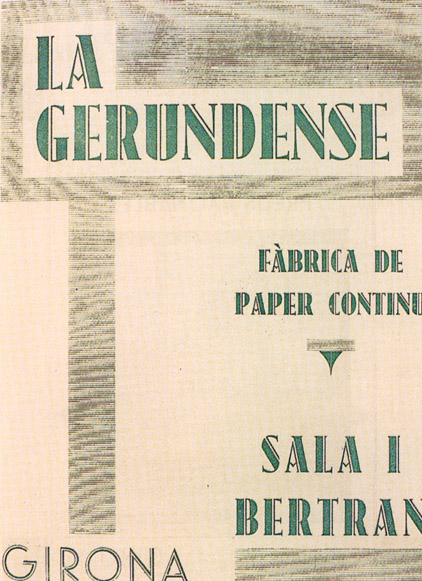 LA
GERUNDENSE
FÀBRICA DE
PAPER CONTINU
SALA I
BERTRAN
GIRONA